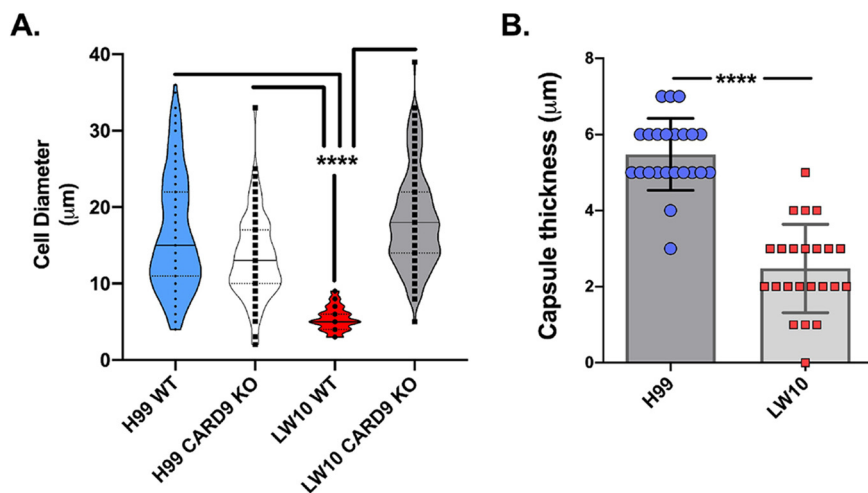 A.
Cell Diameter
(μm)
40
30
20
10
0
****
H99 WT
H99 CARD9 KO
LW10 WT
LW10 CARD9 KO
B.
Capsule thickness (μm)
8
6
4
2
0
****
H99
LW10